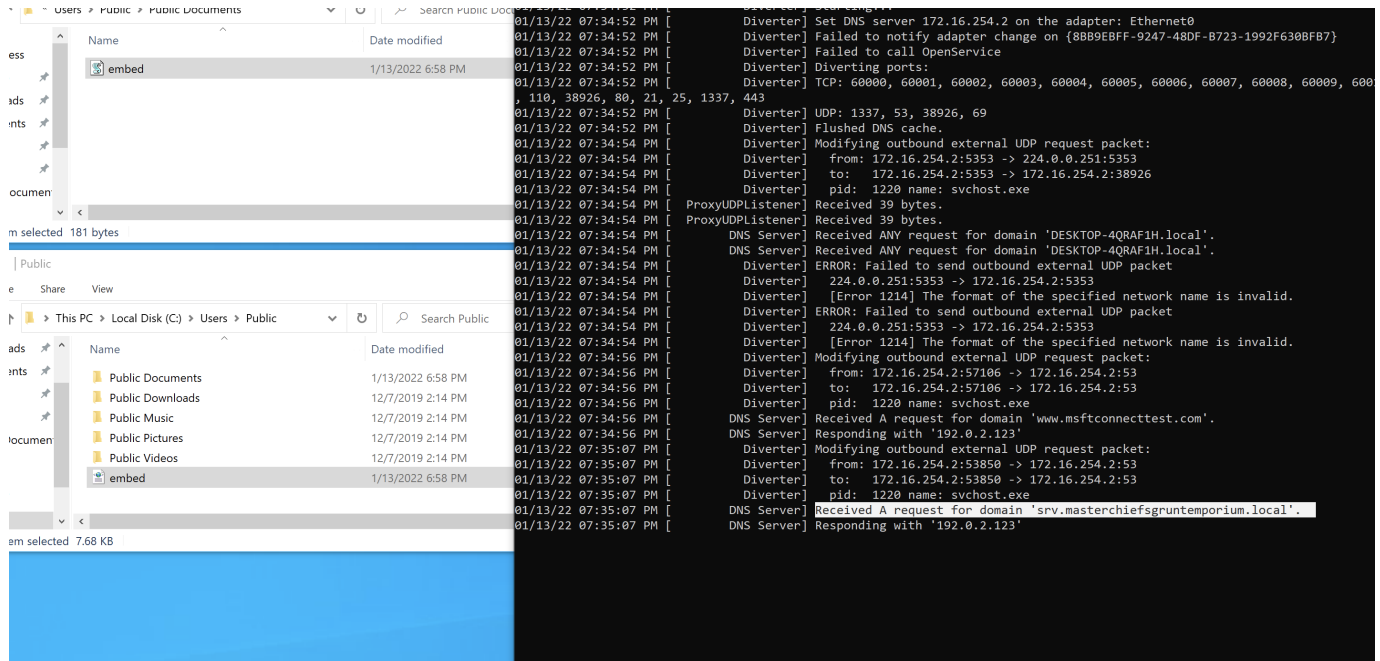 Users > Public > Public Documents
Search Public Doc
Name
Date modified
ess
embed
1/13/2022 6:58 PM
ads
ents
ocumen
m selected 181 bytes
Public
e Share View
This PC > Local Disk (C:) > Users > Public
Search Public
ads
Name
Date modified
ents
Public Documents 1/13/2022 6:58 PM
Public Downloads 12/7/2019 2:14 PM
Public Music 12/7/2019 2:14 PM
Public Pictures 12/7/2019 2:14 PM
ocumen
Public Videos 12/7/2019 2:14 PM
embed 1/13/2022 6:58 PM
em selected 7.68 KB
01/13/22 07:34:52 PM [ Diverter] Set DNS server 172.16.254.2 on the adapter: Ethernet0
01/13/22 07:34:52 PM [ Diverter] Failed to notify adapter change on {8BB9EBFF-9247-48DF-B723-1992F630BFB7}
01/13/22 07:34:52 PM [ Diverter] Failed to call OpenService
01/13/22 07:34:52 PM [ Diverter] Diverting ports:
01/13/22 07:34:52 PM [ Diverter] TCP: 60000, 60001, 60002, 60003, 60004, 60005, 60006, 60007, 60008, 60009, 600
, 110, 38926, 80, 21, 25, 1337, 443
01/13/22 07:34:52 PM [ Diverter] UDP: 1337, 53, 38926, 69
01/13/22 07:34:52 PM [ Diverter] Flushed DNS cache.
01/13/22 07:34:54 PM [ Diverter] Modifying outbound external UDP request packet:
01/13/22 07:34:54 PM [ Diverter] from: 172.16.254.2:5353 -> 224.0.0.251:5353
01/13/22 07:34:54 PM [ Diverter] to: 172.16.254.2:5353 -> 172.16.254.2:38926
01/13/22 07:34:54 PM [ Diverter] pid: 1220 name: svchost.exe
01/13/22 07:34:54 PM [ ProxyUDPListener] Received 39 bytes.
01/13/22 07:34:54 PM [ ProxyUDPListener] Received 39 bytes.
01/13/22 07:34:54 PM [ DNS Server] Received ANY request for domain 'DESKTOP-4QRAF1H.local'.
01/13/22 07:34:54 PM [ DNS Server] Received ANY request for domain 'DESKTOP-4QRAF1H.local'.
01/13/22 07:34:54 PM [ Diverter] ERROR: Failed to send outbound external UDP packet
01/13/22 07:34:54 PM [ Diverter] 224.0.0.251:5353 -> 172.16.254.2:5353
01/13/22 07:34:54 PM [ Diverter] [Error 1214] The format of the specified network name is invalid.
01/13/22 07:34:54 PM [ Diverter] ERROR: Failed to send outbound external UDP packet
01/13/22 07:34:54 PM [ Diverter] 224.0.0.251:5353 -> 172.16.254.2:5353
01/13/22 07:34:54 PM [ Diverter] [Error 1214] The format of the specified network name is invalid.
01/13/22 07:34:56 PM [ Diverter] Modifying outbound external UDP request packet:
01/13/22 07:34:56 PM [ Diverter] from: 172.16.254.2:57106 -> 172.16.254.2:53
01/13/22 07:34:56 PM [ Diverter] to: 172.16.254.2:57106 -> 172.16.254.2:53
01/13/22 07:34:56 PM [ Diverter] pid: 1220 name: svchost.exe
01/13/22 07:34:56 PM [ DNS Server] Received A request for domain 'www.msftconnecttest.com'.
01/13/22 07:34:56 PM [ DNS Server] Responding with '192.0.2.123'
01/13/22 07:35:07 PM [ Diverter] Modifying outbound external UDP request packet:
01/13/22 07:35:07 PM [ Diverter] from: 172.16.254.2:53850 -> 172.16.254.2:53
01/13/22 07:35:07 PM [ Diverter] to: 172.16.254.2:53850 -> 172.16.254.2:53
01/13/22 07:35:07 PM [ Diverter] pid: 1220 name: svchost.exe
01/13/22 07:35:07 PM [ DNS Server] Received A request for domain 'srv.masterchiefsgruntemporium.local'.
01/13/22 07:35:07 PM [ DNS Server] Responding with '192.0.2.123'